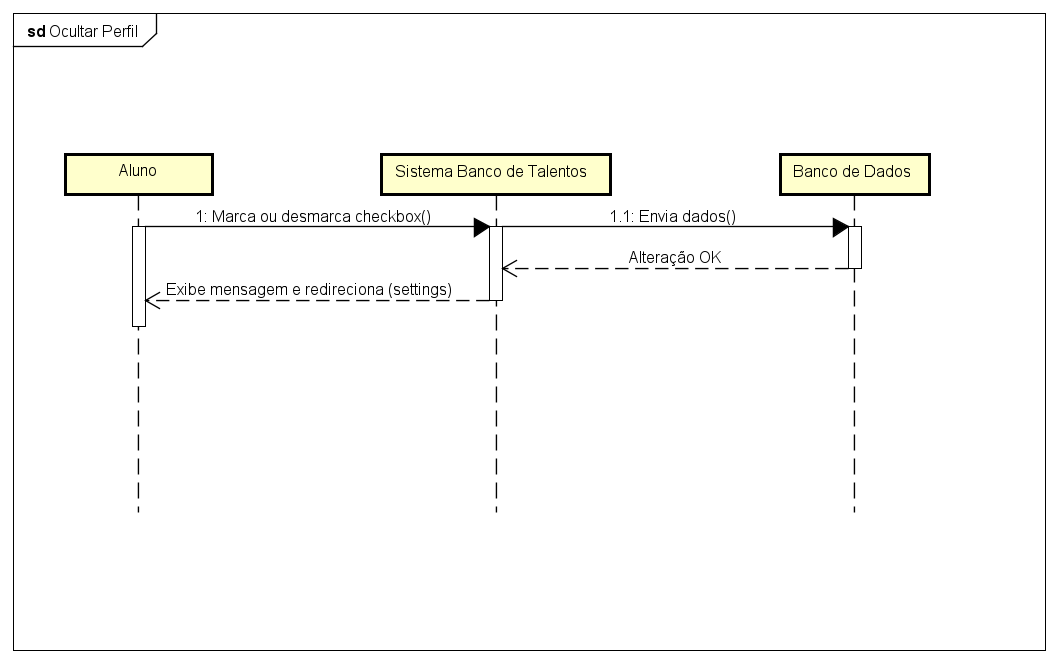 sd Ocultar Perfil
Aluno
Sistema Banco de Talentos
Banco de Dados
1: Marca ou desmarca checkbox()
1.1: Envia dados()
Alteração OK
Exibe mensagem e redireciona (settings)